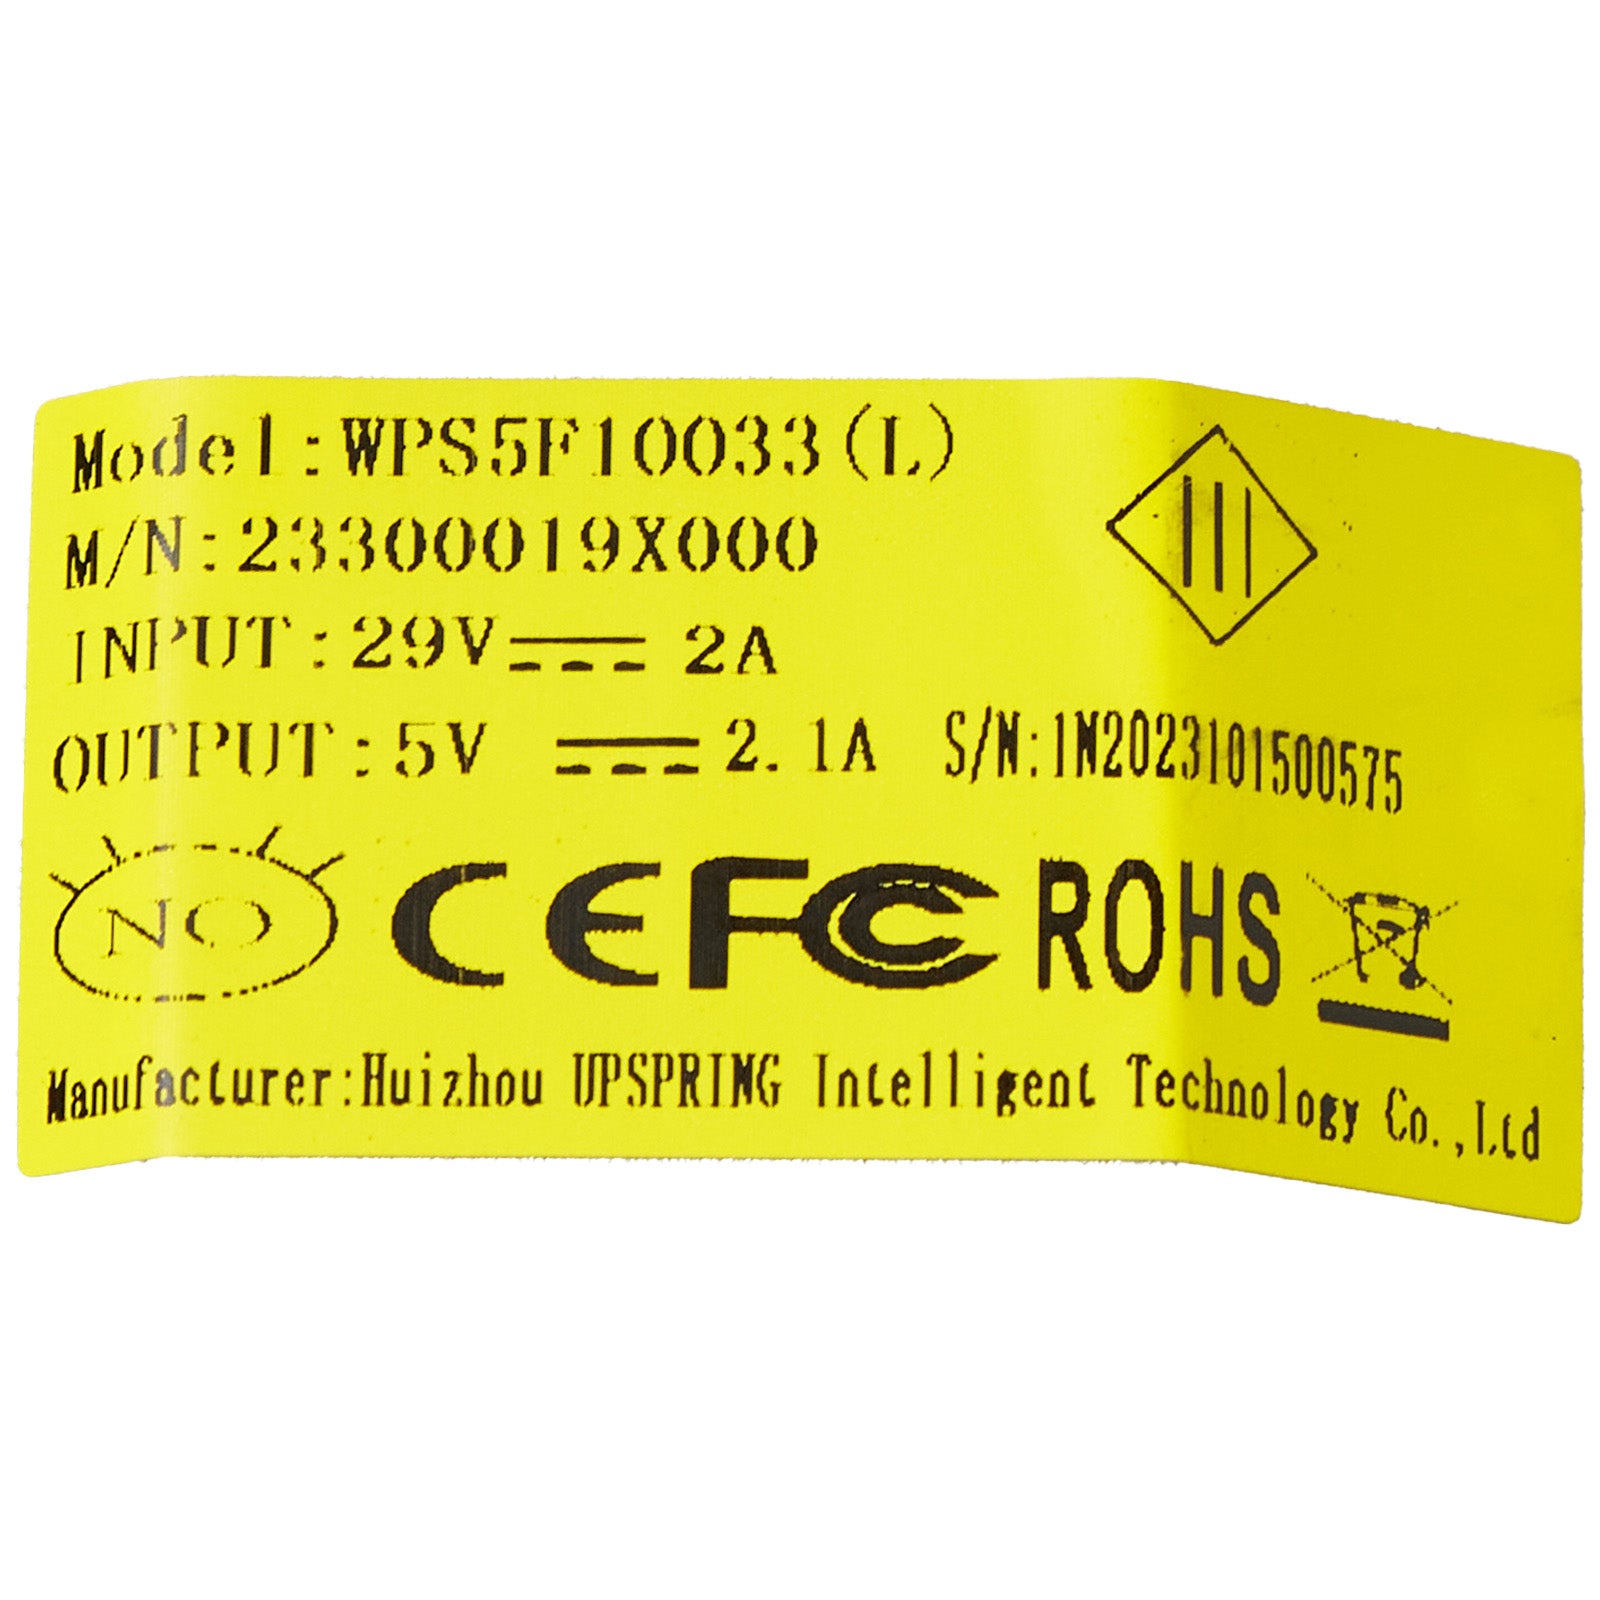 Model:WPS5F10033(L)
M/N:23300019X000
INPUT:29V⎓ 2A
OUTPUT:5V ⎓2.1A S/N:1N2023101500575
NO CE FC ROHS
Manufacturer:Huizhou UPSPRING Intelligent Technology Co.,Ltd